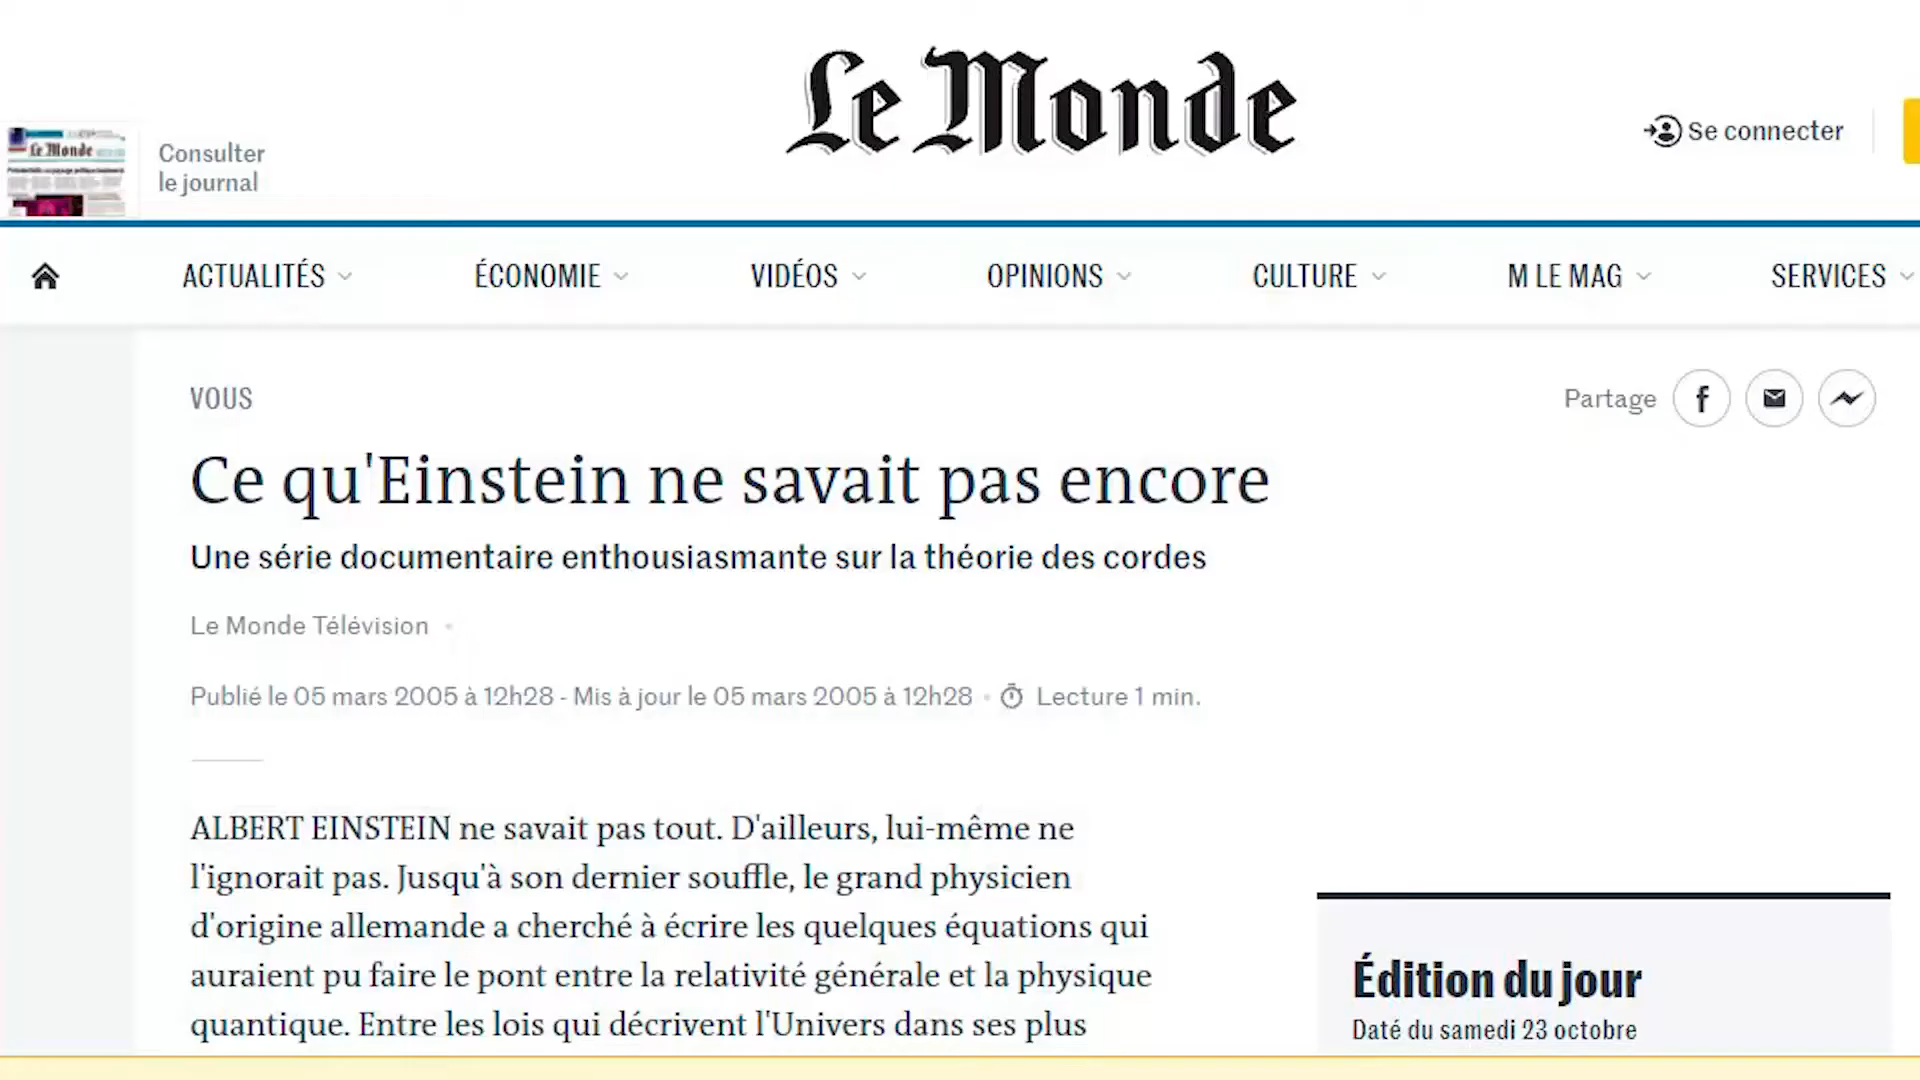 Le Monde
Le Monde
Consulter
le journal
Se connecter
ACTUALITÉS
ÉCONOMIE
VIDÉOS
OPINIONS
CULTURE
M LE MAG
SERVICES
VOUS
Partage
Ce qu'Einstein ne savait pas encore
Une série documentaire enthousiasmante sur la théorie des cordes
Le Monde Télévision
Publié le 05 mars 2005 à 12h28 - Mis à jour le 05 mars 2005 à 12h28 • Lecture 1 min.
ALBERT EINSTEIN ne savait pas tout. D'ailleurs, lui-même ne
l'ignorait pas. Jusqu'à son dernier souffle, le grand physicien
d'origine allemande a cherché à écrire les quelques équations qui
auraient pu faire le pont entre la relativité générale et la physique
quantique. Entre les lois qui décrivent l'Univers dans ses plus
Édition du jour
Daté du samedi 23 octobre